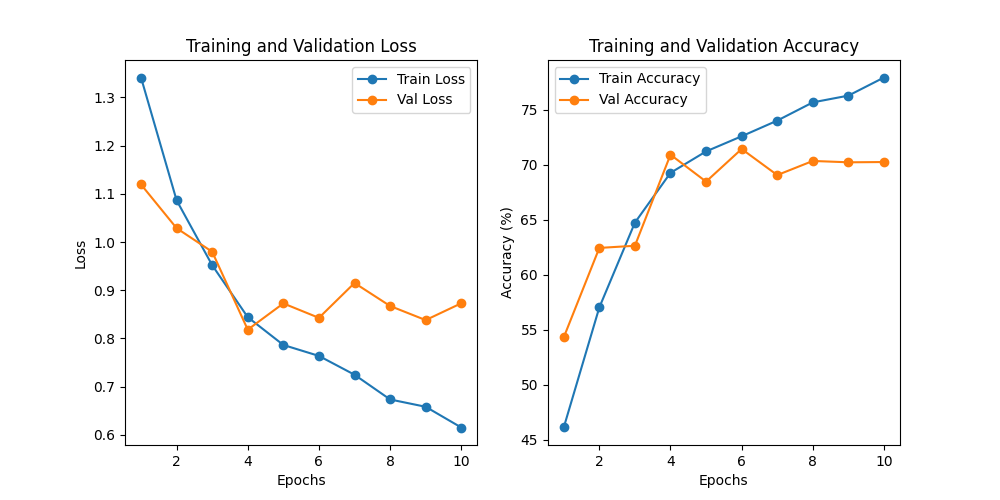 Training and Validation Loss
Train Loss
Val Loss
1.3
1.2
1.1
1.0
0.9
0.8
0.7
0.6
Loss
2 4 6 8 10
Epochs
Training and Validation Accuracy
Train Accuracy
Val Accuracy
75
70
65
60
55
50
45
Accuracy (%)
2 4 6 8 10
Epochs